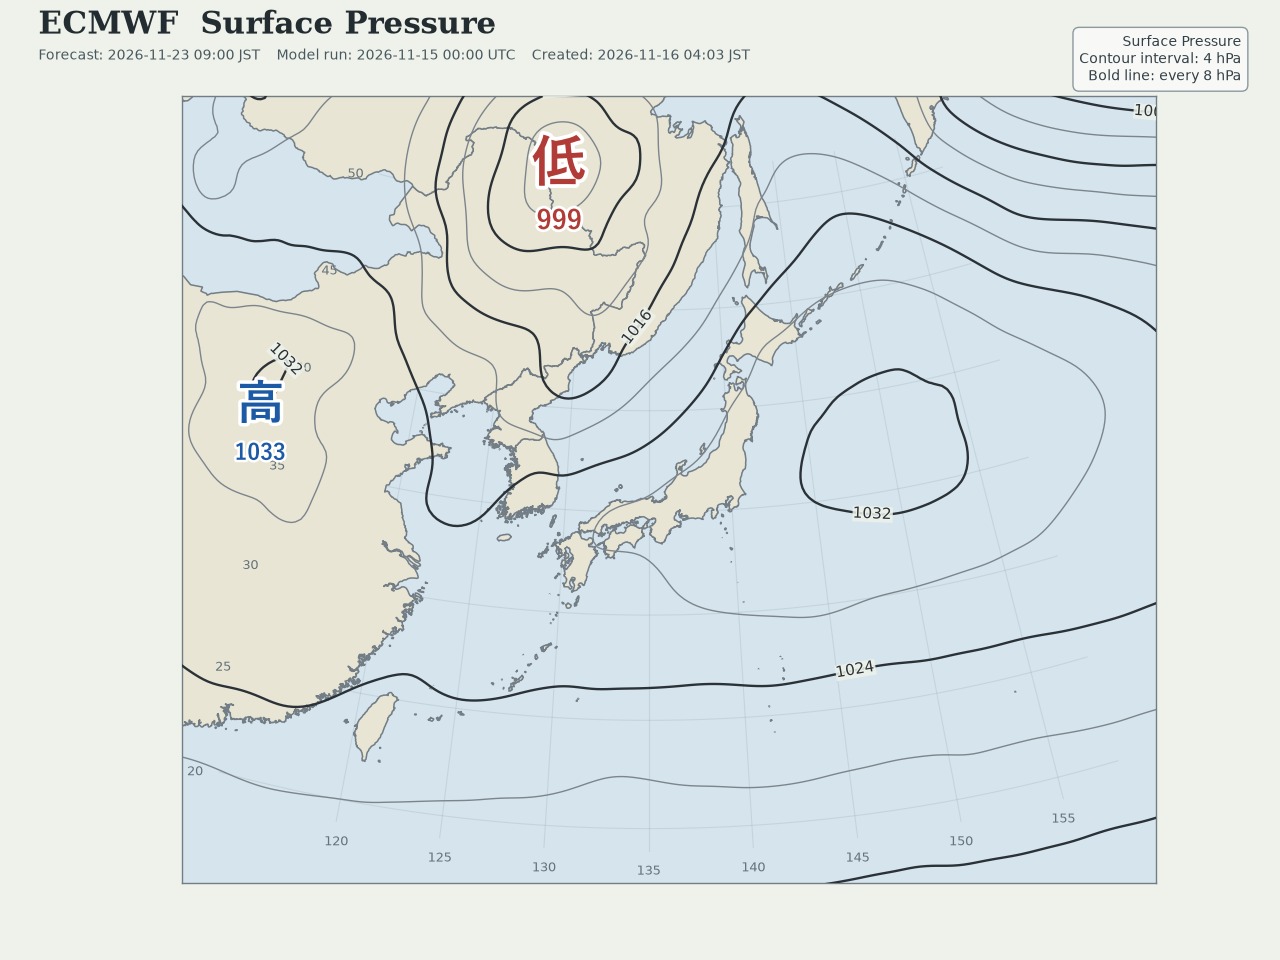 ECMWF  Surface Pressure
Forecast: 2026-11-23 09:00 JST    Model run: 2026-11-15 00:00 UTC    Created: 2026-11-16 04:03 JST
Surface Pressure
Contour interval: 4 hPa
Bold line: every 8 hPa
50
低
999
45
1016
1032
高
1033
35
1032
30
25
1024
20
120
125
130
135
140
145
150
155